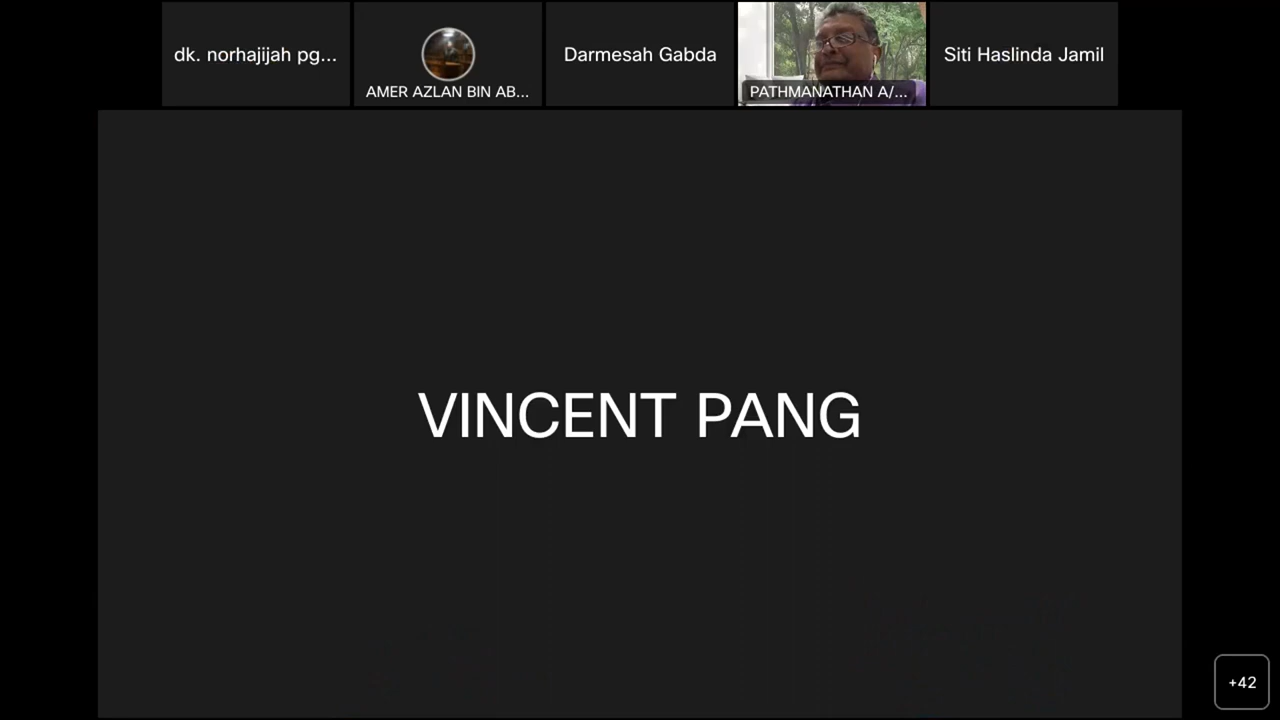 dk. norhajijah pg...
AMER AZLAN BIN AB...
Darmesah Gabda
PATHMANATHAN A/...
Siti Haslinda Jamil
VINCENT PANG
+42